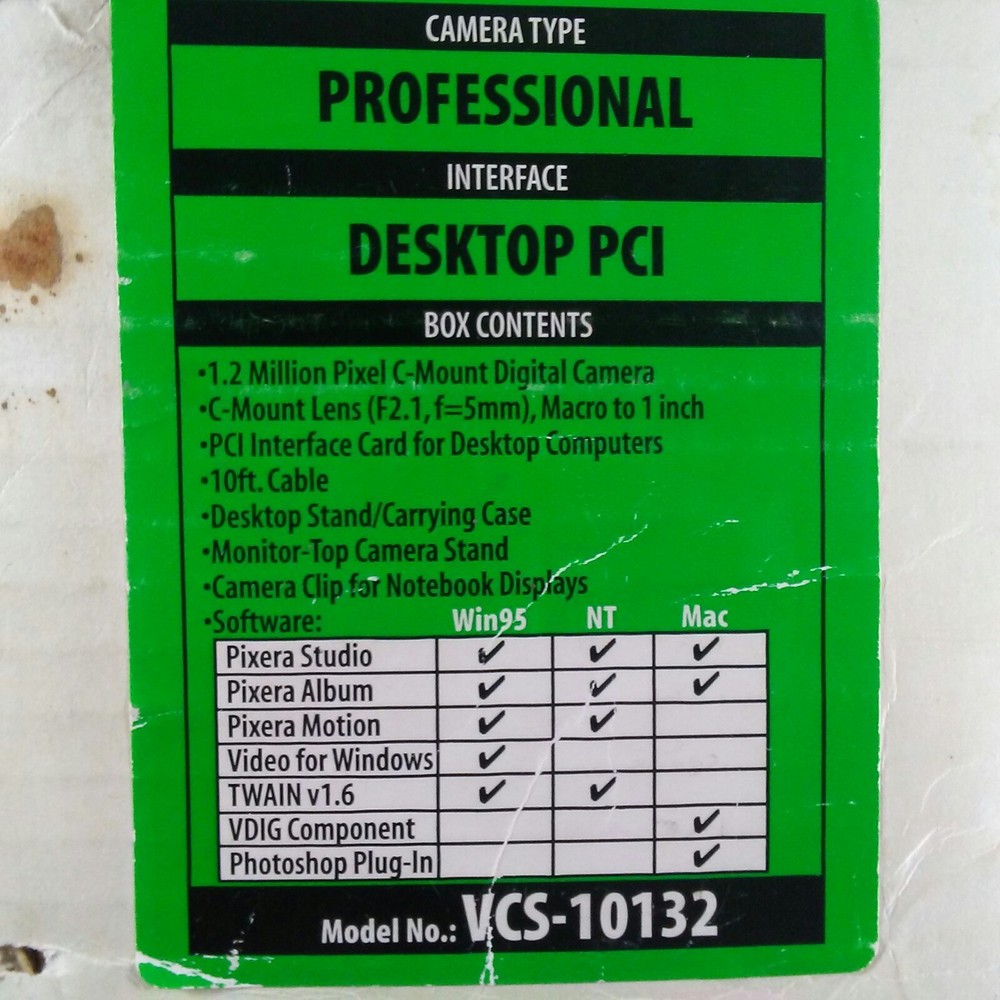 CAMERA TYPE
PROFESSIONAL
INTERFACE
DESKTOP PCI
BOX CONTENTS
•1.2 Million Pixel C-Mount Digital Camera
•C-Mount Lens (F2.1, f=5mm), Macro to 1 inch
•PCI Interface Card for Desktop Computers
•10ft. Cable
•Desktop Stand/Carrying Case
•Monitor-Top Camera Stand
•Camera Clip for Notebook Displays
•Software: Win95 NT Mac
Pixera Studio ✔ ✔ ✔
Pixera Album ✔ ✔ ✔
Pixera Motion ✔ ✔
Video for Windows ✔
TWAIN v1.6 ✔ ✔
VDIG Component ✔
Photoshop Plug-In ✔
Model No.: VCS-10132